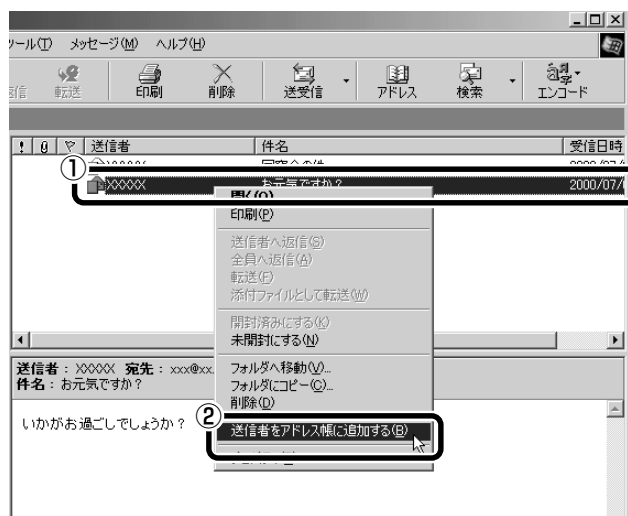 ツール(T) メッセージ(M) ヘルプ(H)
転送 印刷 削除 送受信 アドレス 検索 エンコード
! 送信者 件名 受信日時
①
XXXXX お元気ですか? 2000/07/
開く(O)
印刷(P)
送信者へ返信(S)
全員へ返信(A)
転送(F)
添付ファイルとして転送(W)
開封済みにする(K)
未開封にする(N)
フォルダへ移動(V)...
フォルダにコピー(C)...
削除(D)
送信者: XXXXX 宛先: xxx@xx
件名: お元気ですか?
いかがお過ごしでしょうか?
②
送信者をアドレス帳に追加する(B)